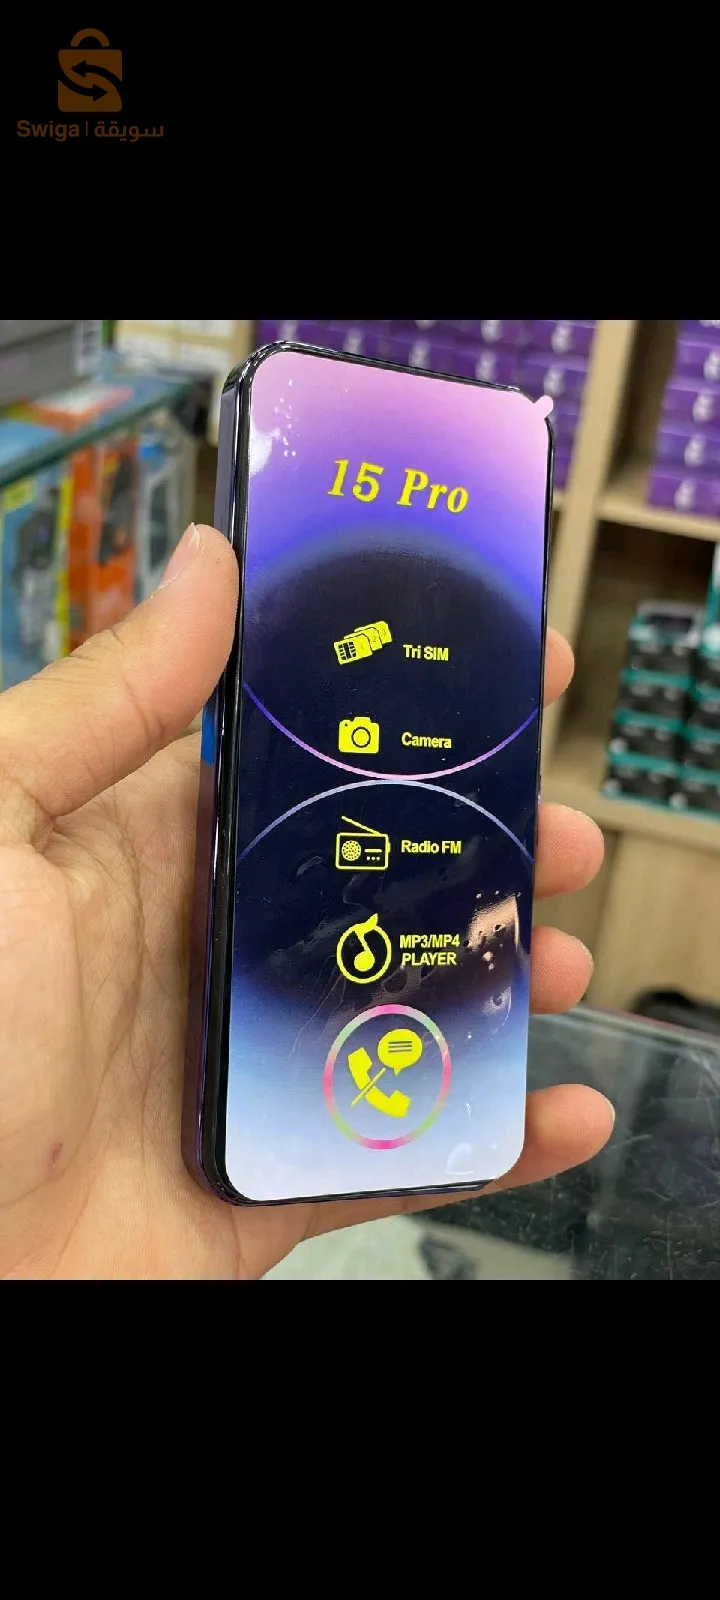 Swiga | سويقة
15 Pro
Tri SIM
Camera
Radio FM
MP3/MP4
PLAYER